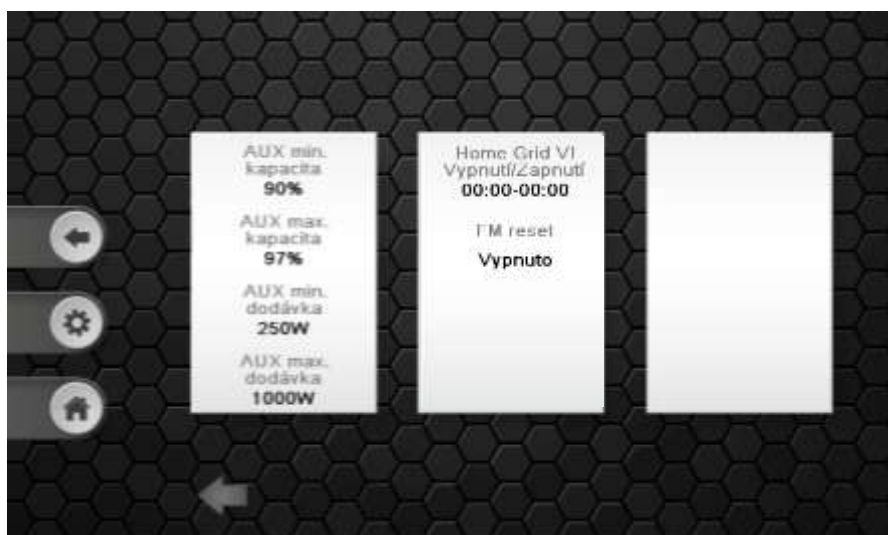 AUX min.
kapacita
90%
AUX max.
kapacita
97%
AUX min.
dodávka
250W
AUX max.
dodávka
1000W
Home Grid VI
Vypnutí/Zapnutí
00:00-00:00
reset
Vypnuto